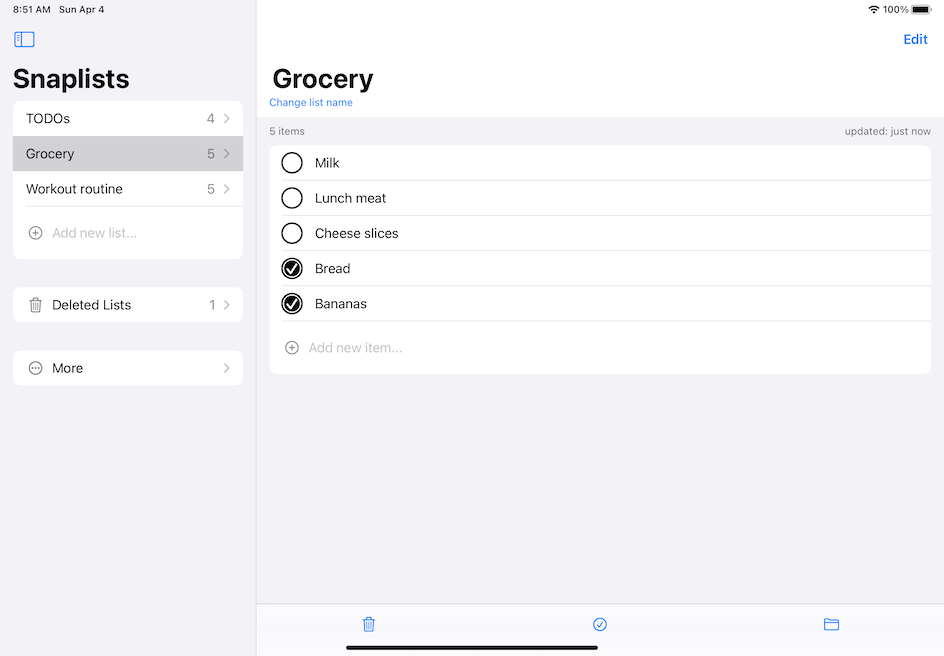 8:51 AM Sun Apr 4
100%
Edit
Snaplists
TODOs 4
Grocery 5
Workout routine 5
Add new list...
Deleted Lists 1
More
Grocery
Change list name
5 items updated: just now
Milk
Lunch meat
Cheese slices
Bread
Bananas
Add new item...